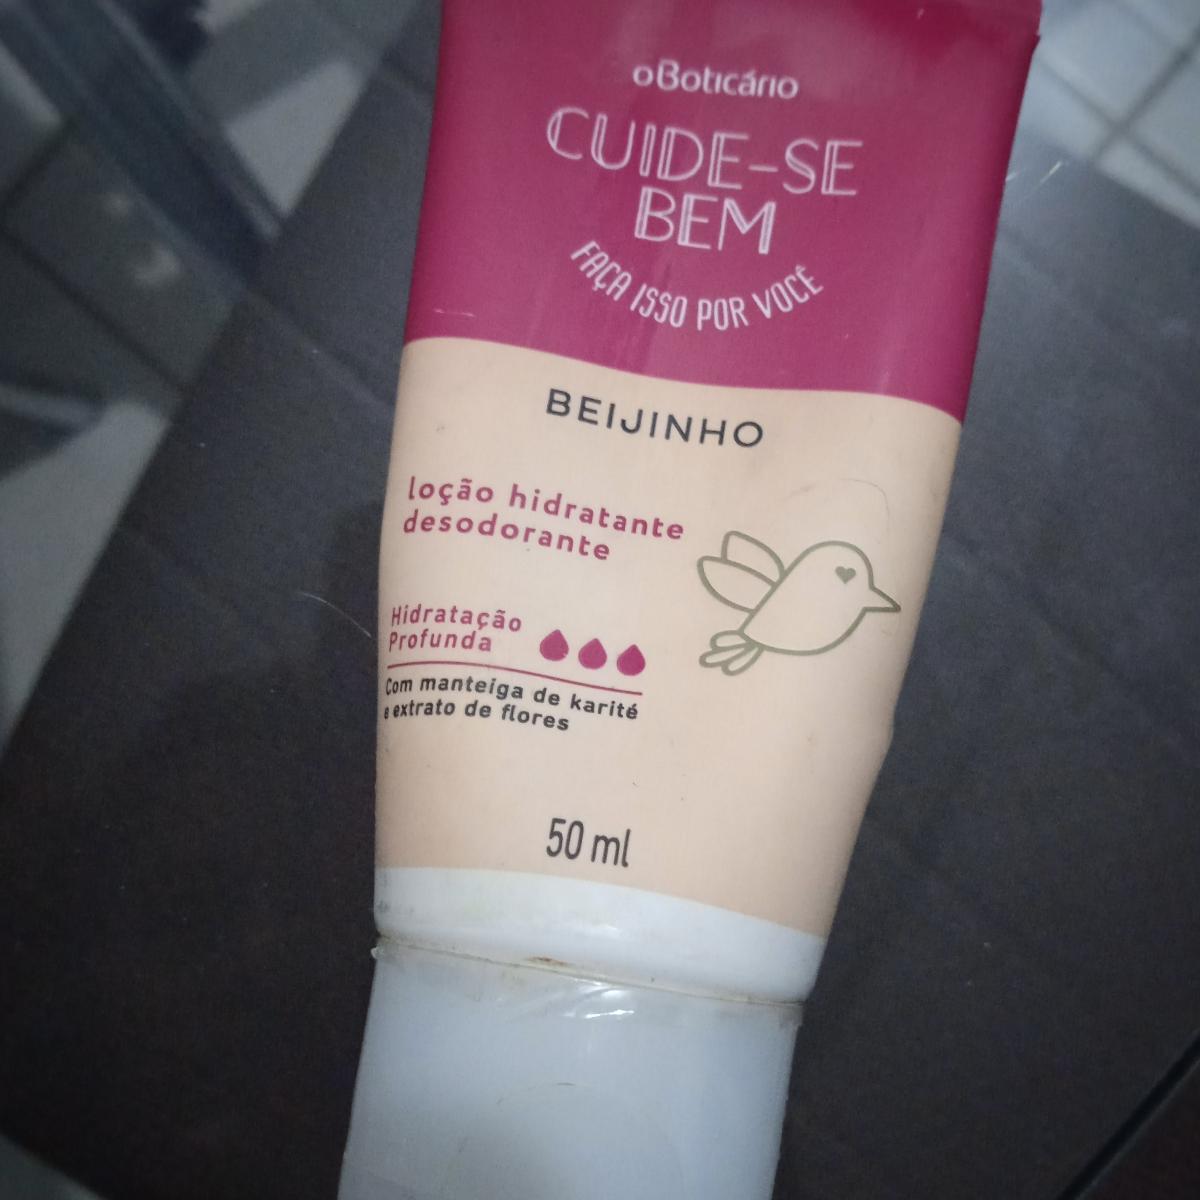 oBoticário
CUIDE-SE
BEM
FAÇA ISSO POR VOCÊ
BEIJINHO
loção hidratante
desodorante
Hidratação
Profunda
Com manteiga de karité
e extrato de flores
50 ml